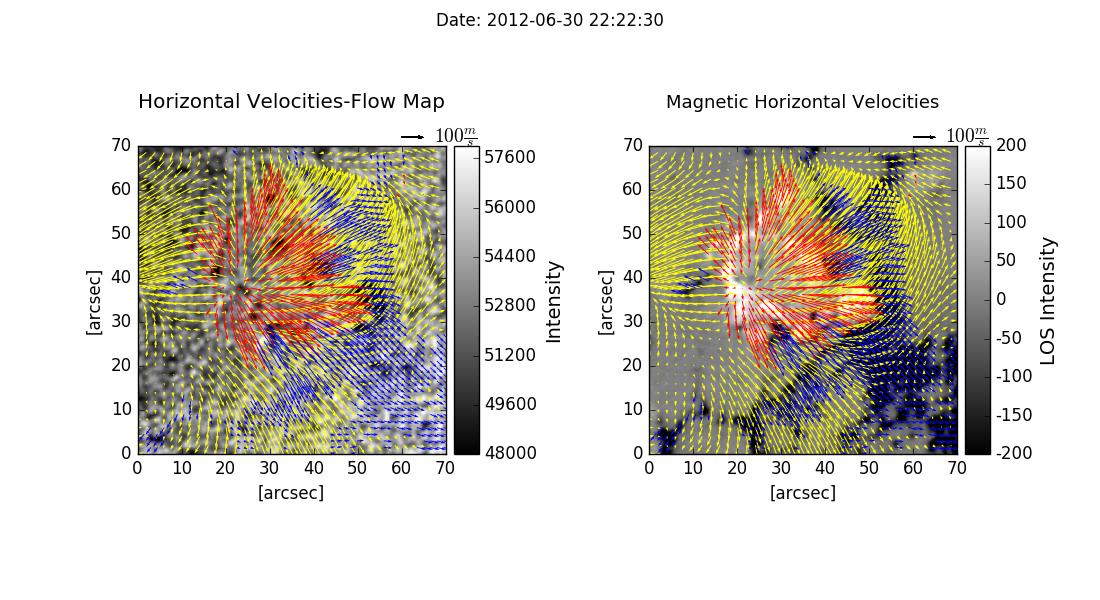 Date: 2012-06-30 22:22:30
Horizontal Velocities-Flow Map
100 m/s
70
60
50
40
30
20
10
0
[arcsec]
0 10 20 30 40 50 60 70
[arcsec]
57600
56000
54400
52800
51200
49600
48000
Intensity
Magnetic Horizontal Velocities
100 m/s
70
60
50
40
30
20
10
0
[arcsec]
0 10 20 30 40 50 60 70
[arcsec]
200
150
100
50
0
-50
-100
-150
-200
LOS Intensity